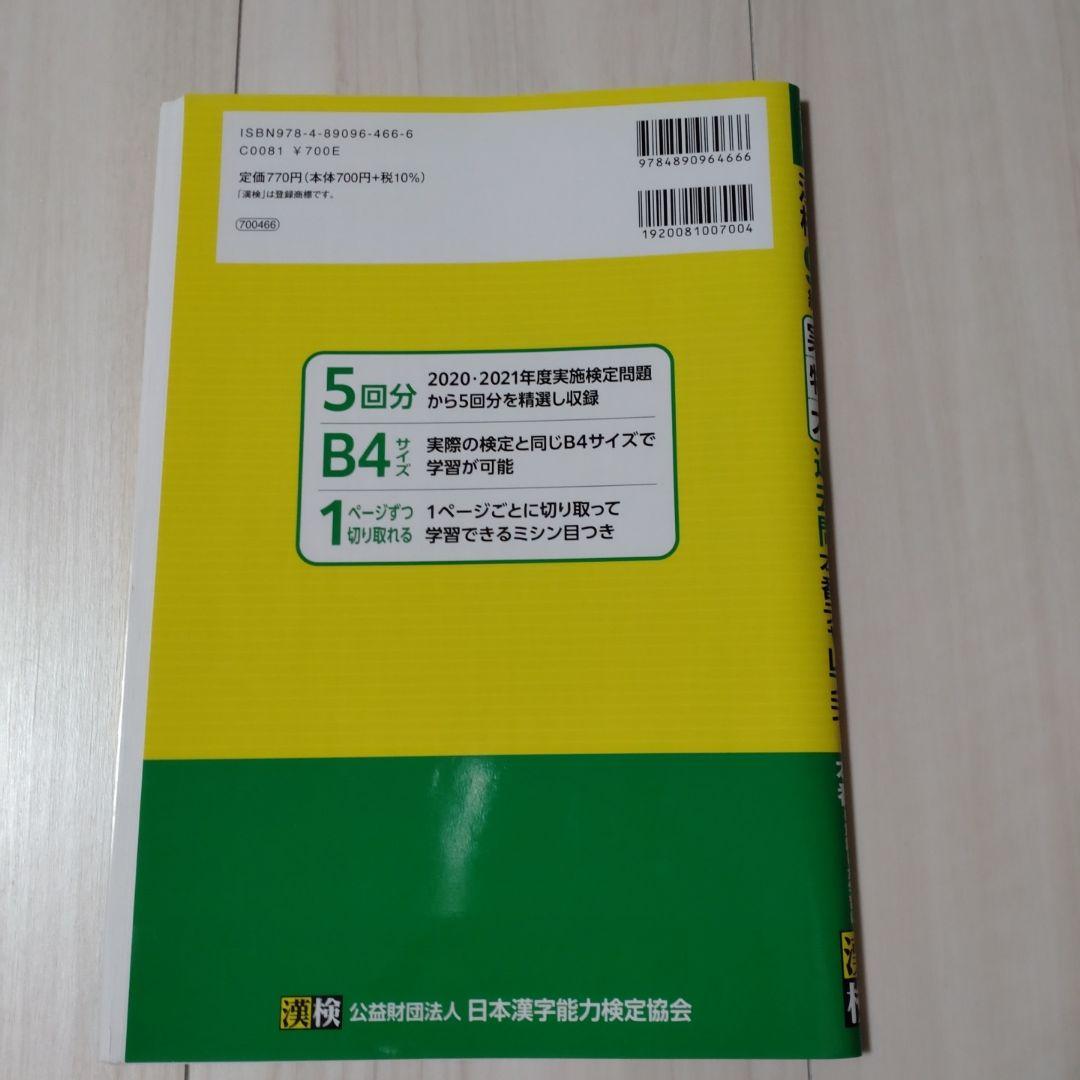 ISBN978-4-89096-466-6
C0081 ¥700E
定価770円(本体700円+税10%)
「漢検」は登録商標です。
700466
9784890964666
1920081007004
5回分
2020・2021年度実施検定問題
から5回分を精選し収録
B4サイズ
実際の検定と同じB4サイズで
学習が可能
1ページずつ
切り取れる
1ページごとに切り取って
学習できるミシン目つき
漢検 公益財団法人 日本漢字能力検定協会